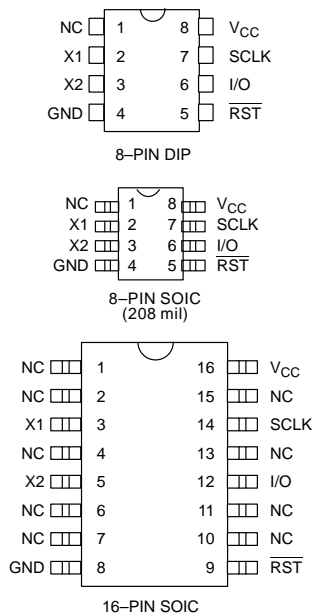 NC 1 8 VCC
X1 2 7 SCLK
X2 3 6 I/O
GND 4 5 RST
8–PIN DIP
NC 1 8 VCC
X1 2 7 SCLK
X2 3 6 I/O
GND 4 5 RST
8–PIN SOIC
(208 mil)
NC 1 16 VCC
NC 2 15 NC
X1 3 14 SCLK
NC 4 13 NC
X2 5 12 I/O
NC 6 11 NC
NC 7 10 NC
GND 8 9 RST
16–PIN SOIC